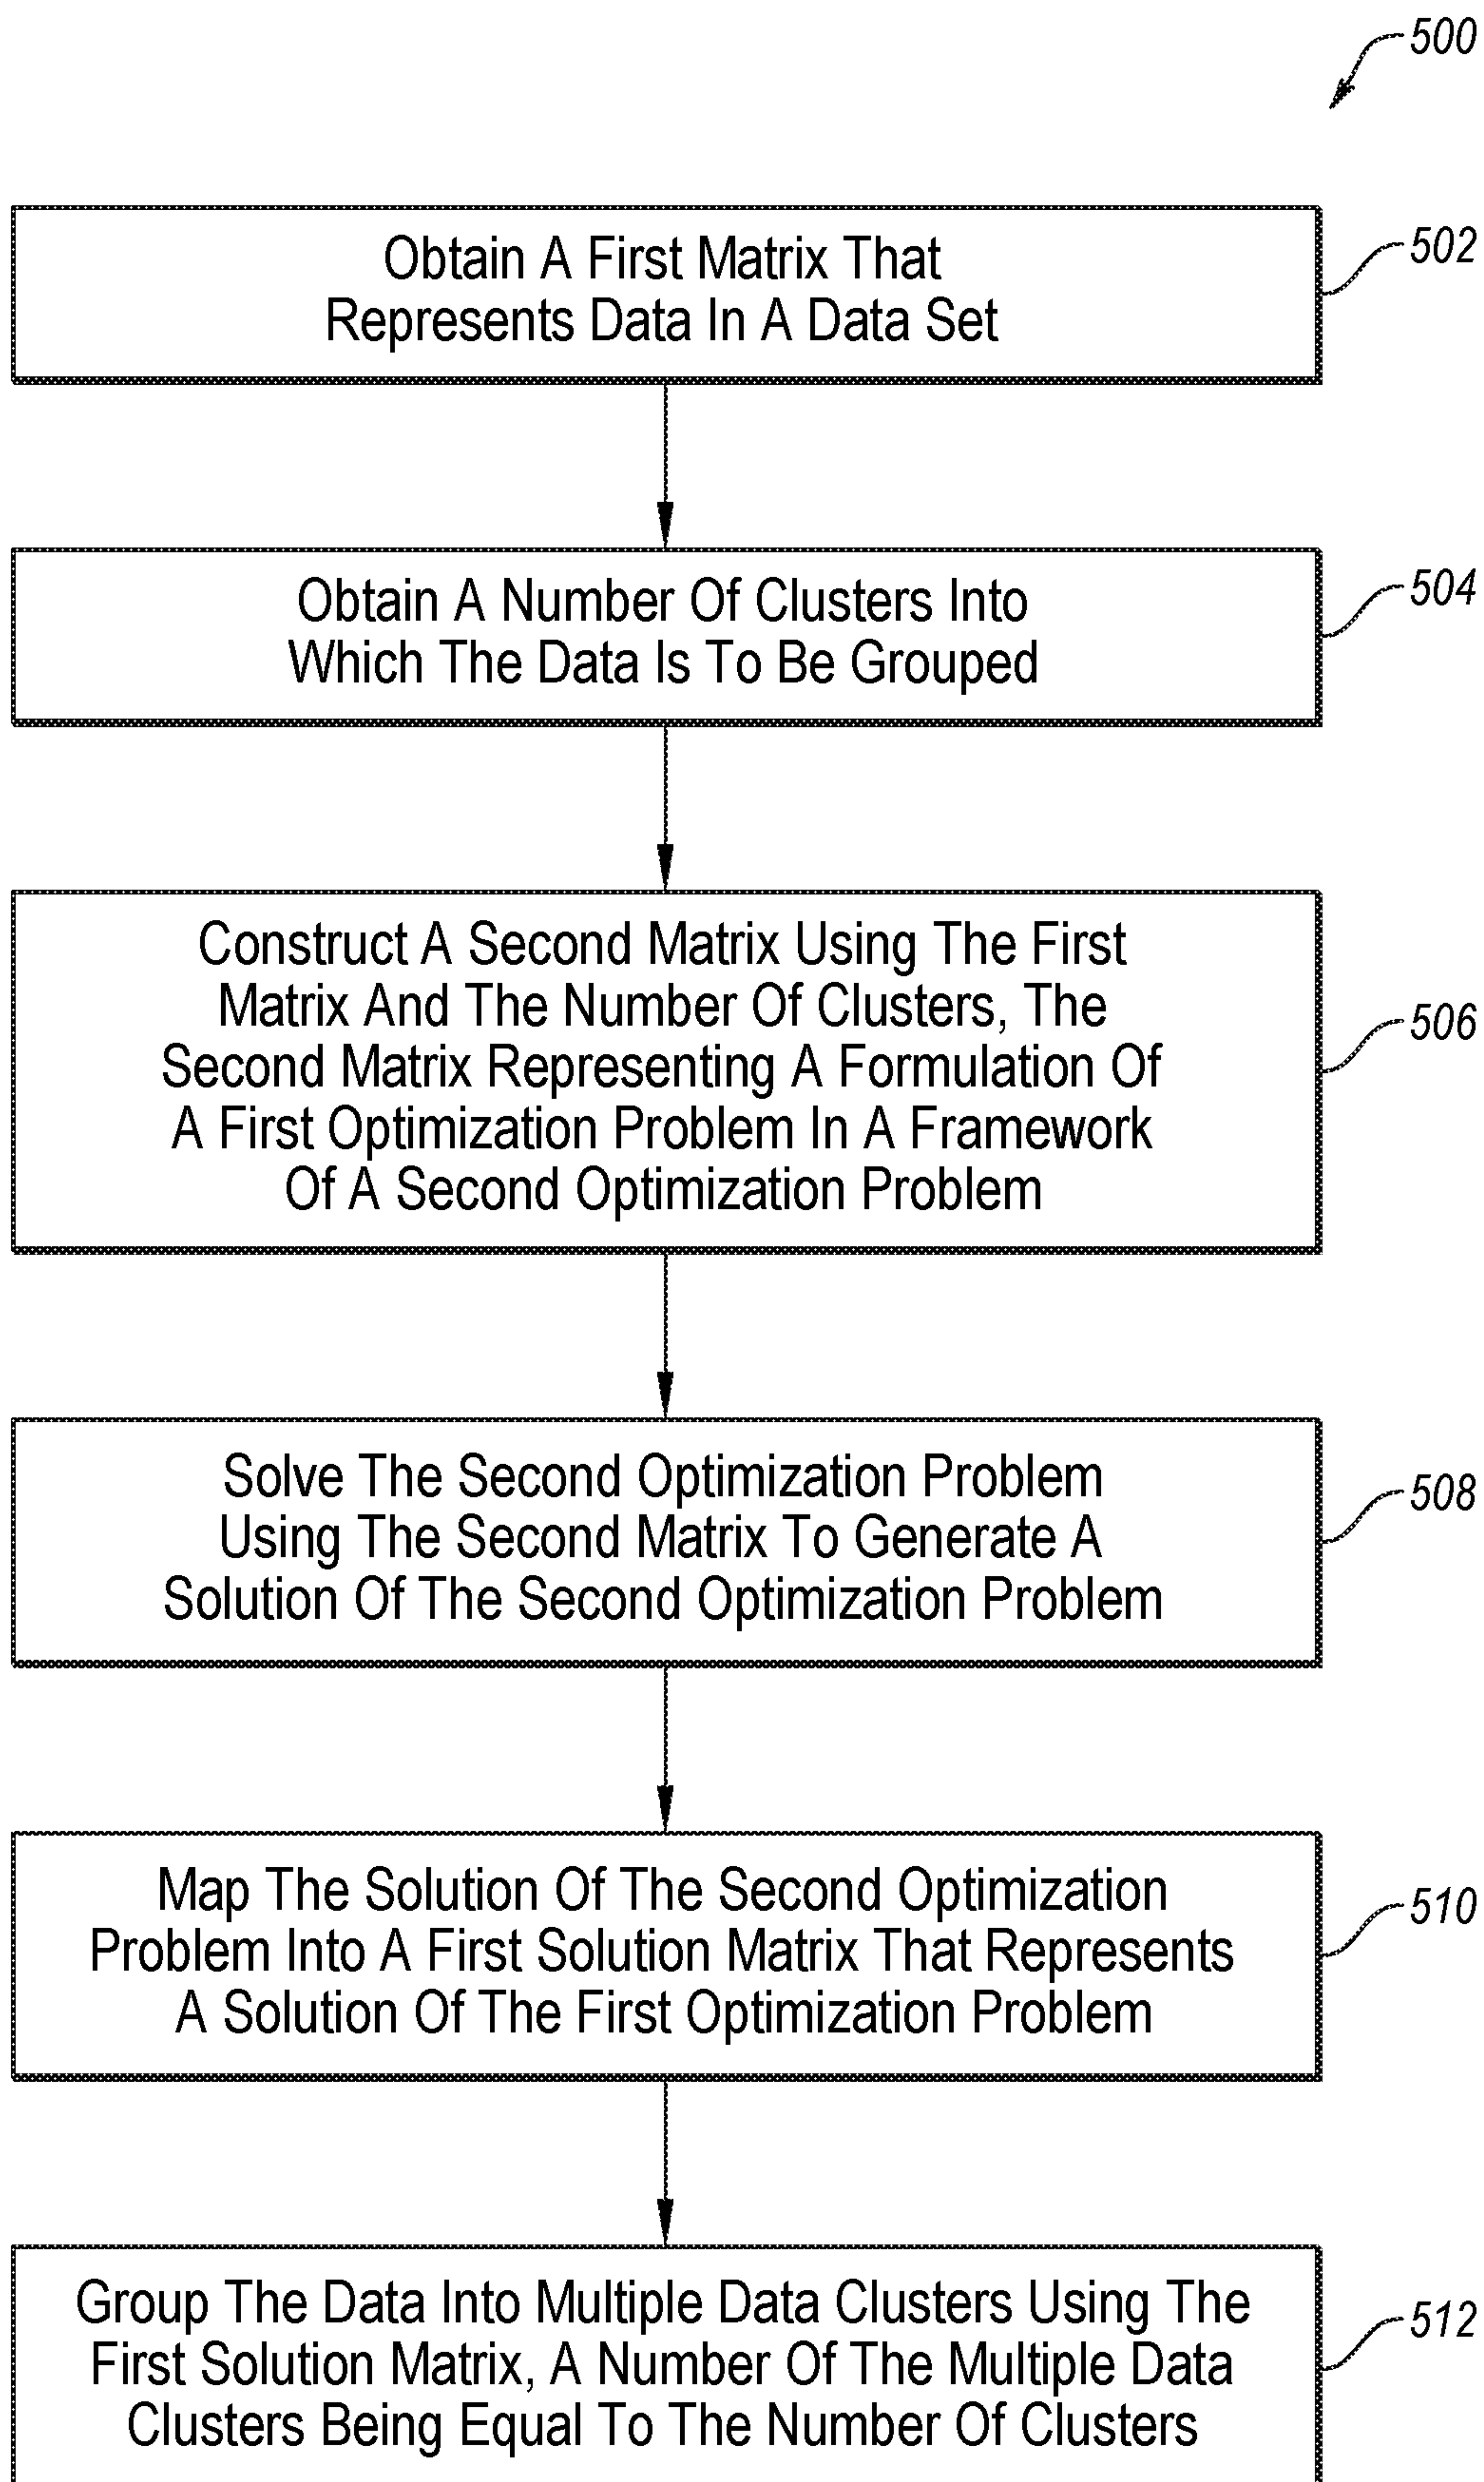 500
Obtain A First Matrix That
Represents Data In A Data Set
502
Obtain A Number Of Clusters Into
Which The Data Is To Be Grouped
504
Construct A Second Matrix Using The First
Matrix And The Number Of Clusters, The
Second Matrix Representing A Formulation Of
A First Optimization Problem In A Framework
Of A Second Optimization Problem
506
Solve The Second Optimization Problem
Using The Second Matrix To Generate A
Solution Of The Second Optimization Problem
508
Map The Solution Of The Second Optimization
Problem Into A First Solution Matrix That Represents
A Solution Of The First Optimization Problem
510
Group The Data Into Multiple Data Clusters Using The
First Solution Matrix, A Number Of The Multiple Data
Clusters Being Equal To The Number Of Clusters
512